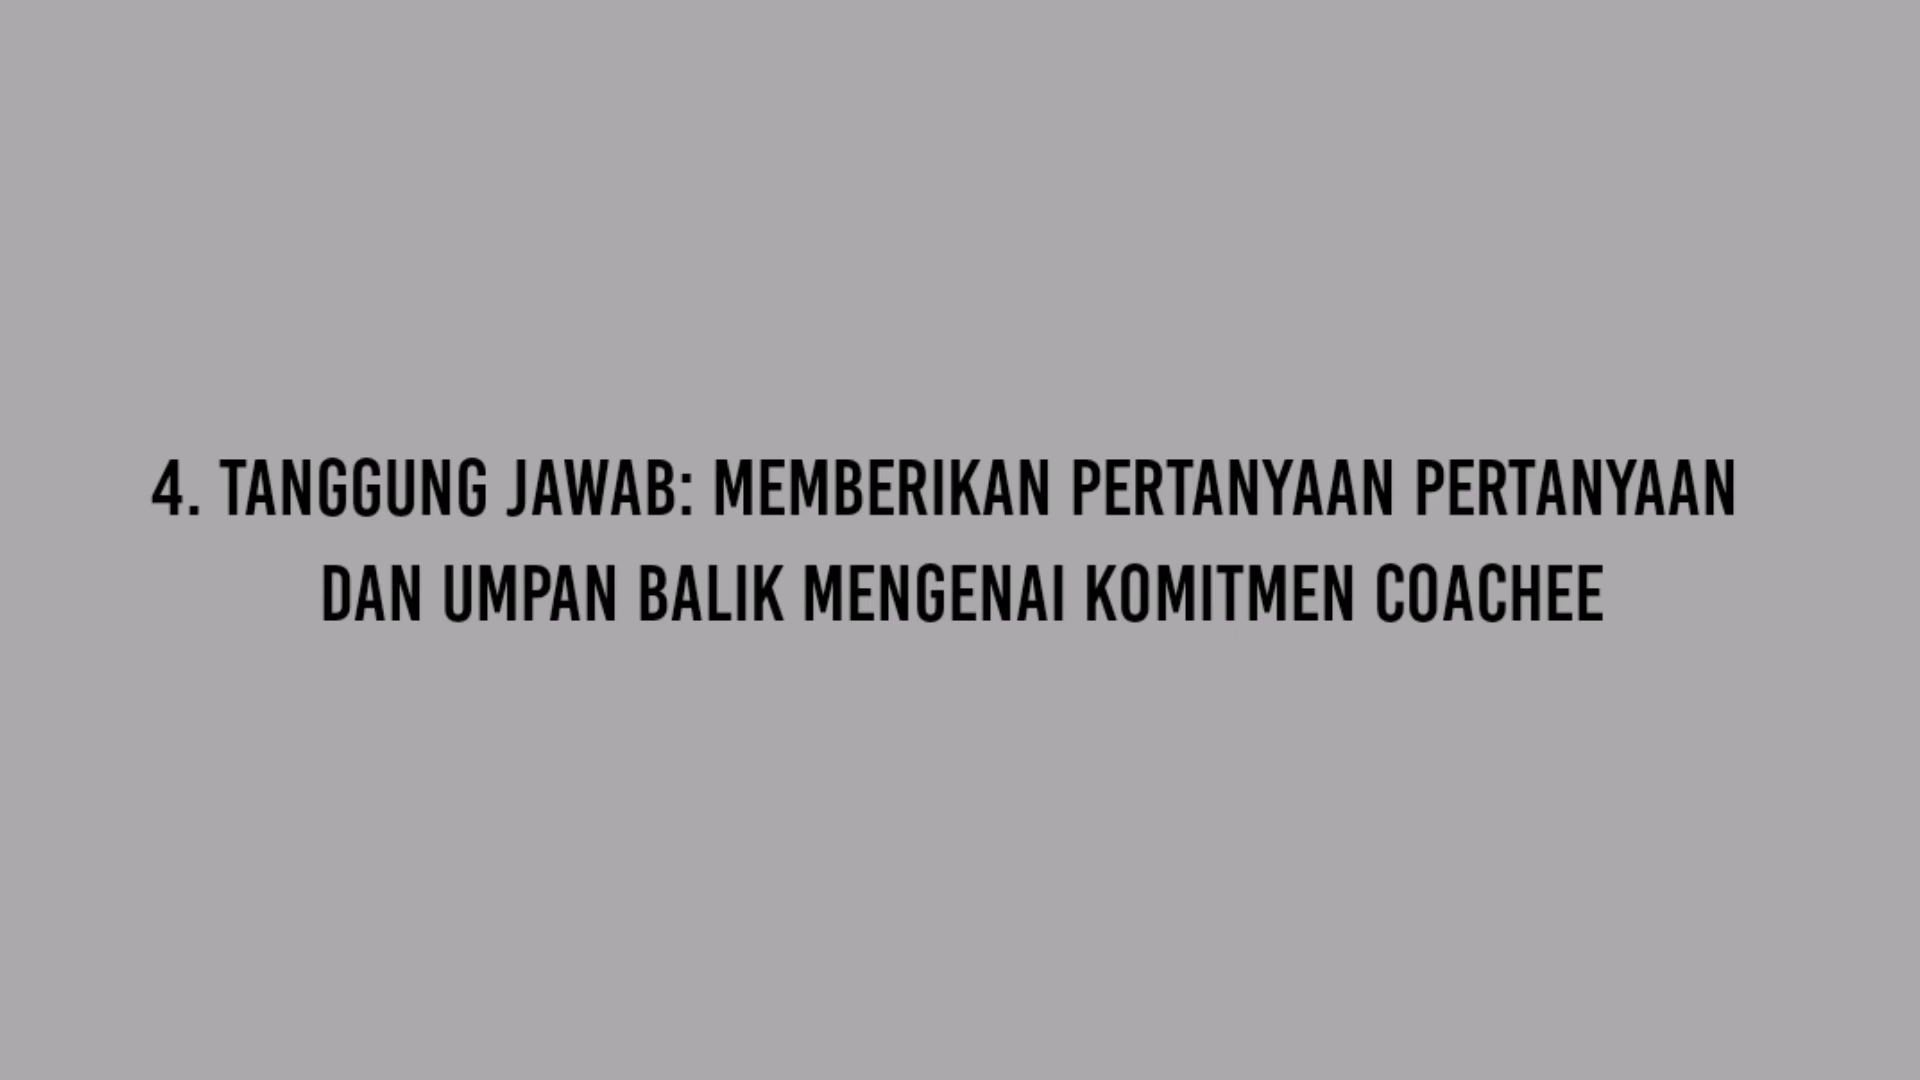 4. TANGGUNG JAWAB: MEMBERIKAN PERTANYAAN PERTANYAAN
DAN UMPAN BALIK MENGENAI KOMITMEN COACHEE